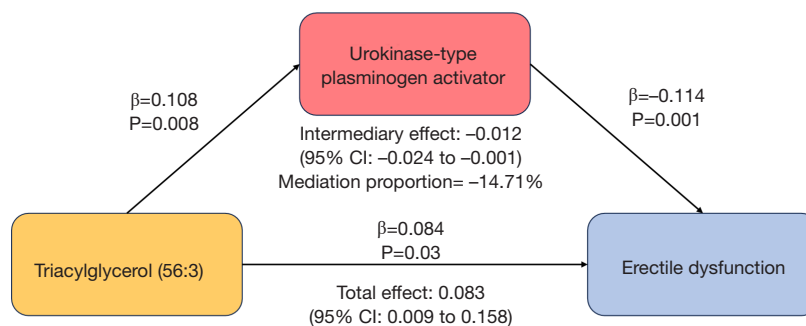 Urokinase-type
plasminogen activator
β=0.108
P=0.008
β=–0.114
P=0.001
Intermediary effect: –0.012
(95% CI: –0.024 to –0.001)
Mediation proportion= –14.71%
Triacylglycerol (56:3)
β=0.084
P=0.03
Erectile dysfunction
Total effect: 0.083
(95% CI: 0.009 to 0.158)